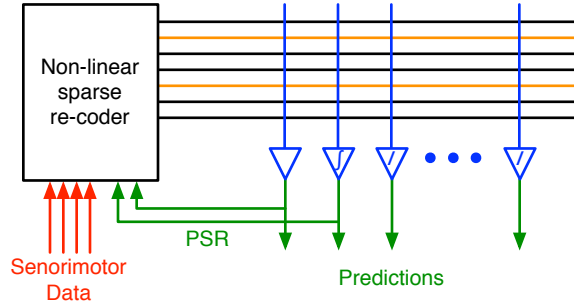 Non-linear
sparse
re-coder
PSR
Senorimotor
Data
Predictions